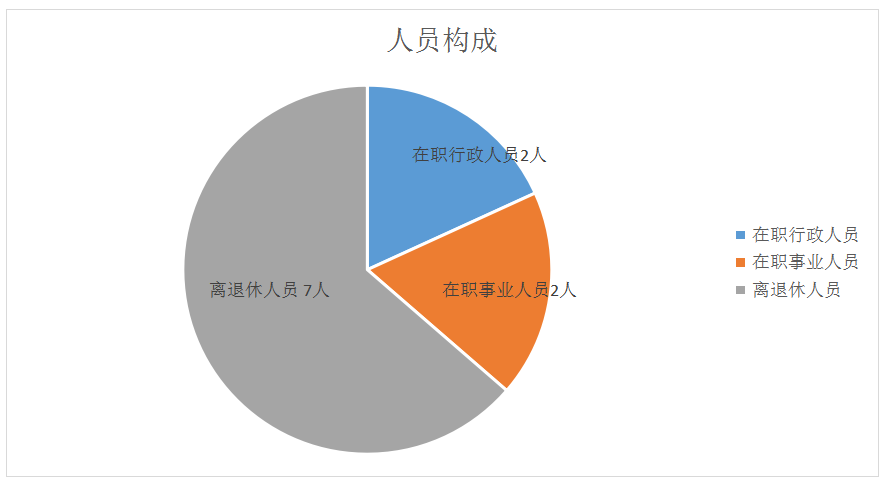 人员构成
在职行政人员2人
在职事业人员2人
离退休人员 7人
在职行政人员
在职事业人员
离退休人员